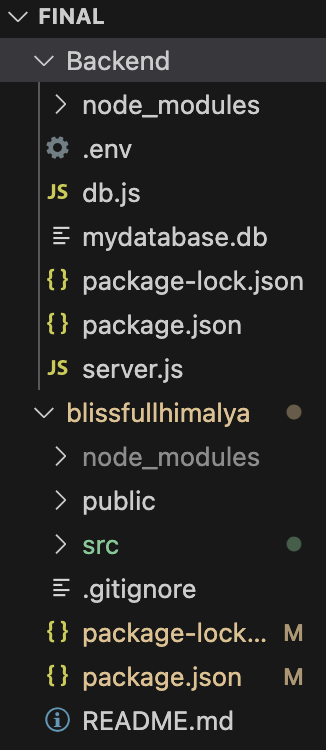 FINAL
Backend
node_modules
.env
JS db.js
mydatabase.db
{} package-lock.json
{} package.json
JS server.js
blissfullhimalya
node_modules
public
src
.gitignore
{} package-lock... M
{} package.json M
README.md